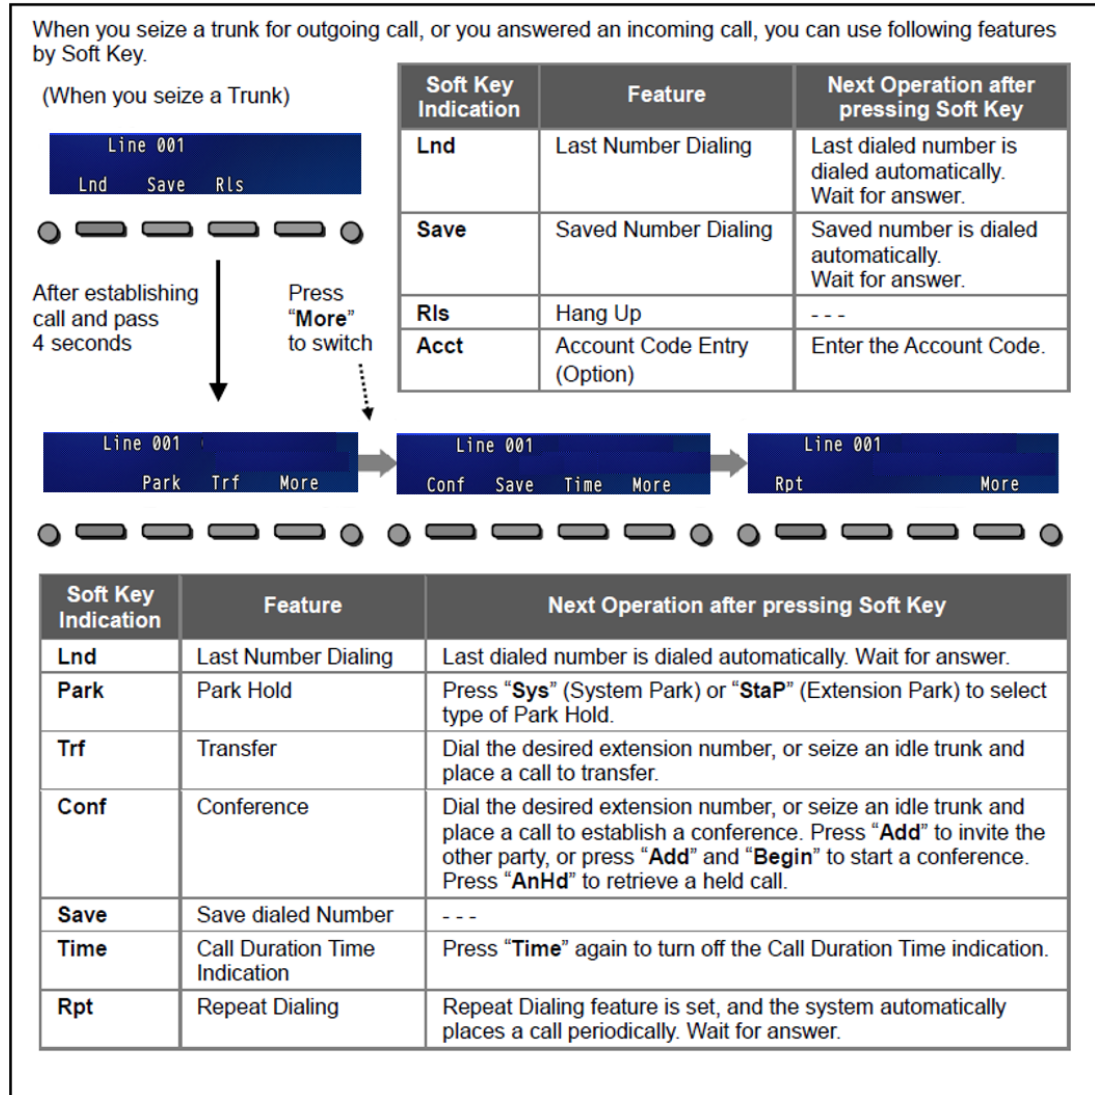 When you seize a trunk for outgoing call, or you answered an incoming call, you can use following features
by Soft Key.
(When you seize a Trunk)
Line 001
Lnd Save Rls
After establishing
call and pass
4 seconds
Press
“More”
to switch
Soft Key
Indication
Feature
Next Operation after
pressing Soft Key
Lnd
Last Number Dialing
Last dialed number is
dialed automatically.
Wait for answer.
Save
Saved Number Dialing
Saved number is dialed
automatically.
Wait for answer.
Rls
Hang Up
- - -
Acct
Account Code Entry
(Option)
Enter the Account Code.
Line 001
Park Trf More
Line 001
Conf Save Time More
Line 001
Rpt More
Soft Key
Indication
Feature
Next Operation after pressing Soft Key
Lnd
Last Number Dialing
Last dialed number is dialed automatically. Wait for answer.
Park
Park Hold
Press “Sys” (System Park) or “StaP” (Extension Park) to select
type of Park Hold.
Trf
Transfer
Dial the desired extension number, or seize an idle trunk and
place a call to transfer.
Conf
Conference
Dial the desired extension number, or seize an idle trunk and
place a call to establish a conference. Press “Add” to invite the
other party, or press “Add” and “Begin” to start a conference.
Press “AnHd” to retrieve a held call.
Save
Save dialed Number
- - -
Time
Call Duration Time
Indication
Press “Time” again to turn off the Call Duration Time indication.
Rpt
Repeat Dialing
Repeat Dialing feature is set, and the system automatically
places a call periodically. Wait for answer.